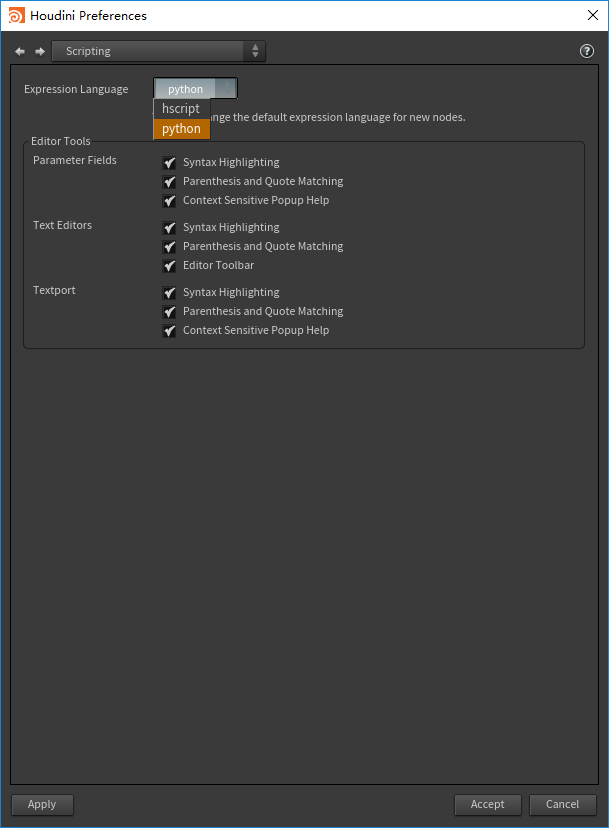 Houdini Preferences
Scripting
?
Expression Language
python
hscript
python
nge the default expression language for new nodes.
Editor Tools
Parameter Fields
Syntax Highlighting
Parenthesis and Quote Matching
Context Sensitive Popup Help
Text Editors
Syntax Highlighting
Parenthesis and Quote Matching
Editor Toolbar
Textport
Syntax Highlighting
Parenthesis and Quote Matching
Context Sensitive Popup Help
Apply
Accept
Cancel